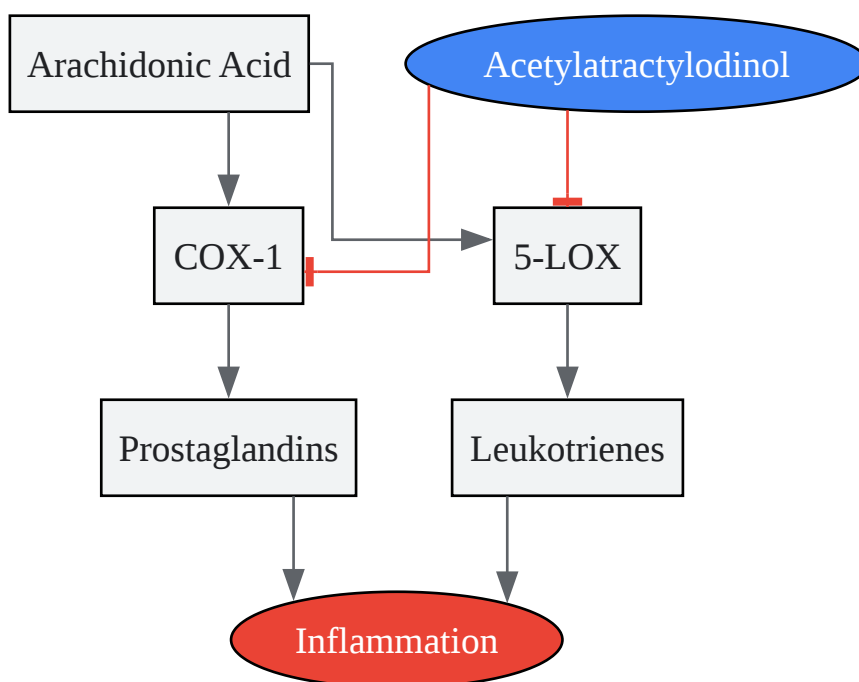 Arachidonic Acid
Acetylatractylodinol
COX-1
5-LOX
Prostaglandins
Leukotrienes
Inflammation